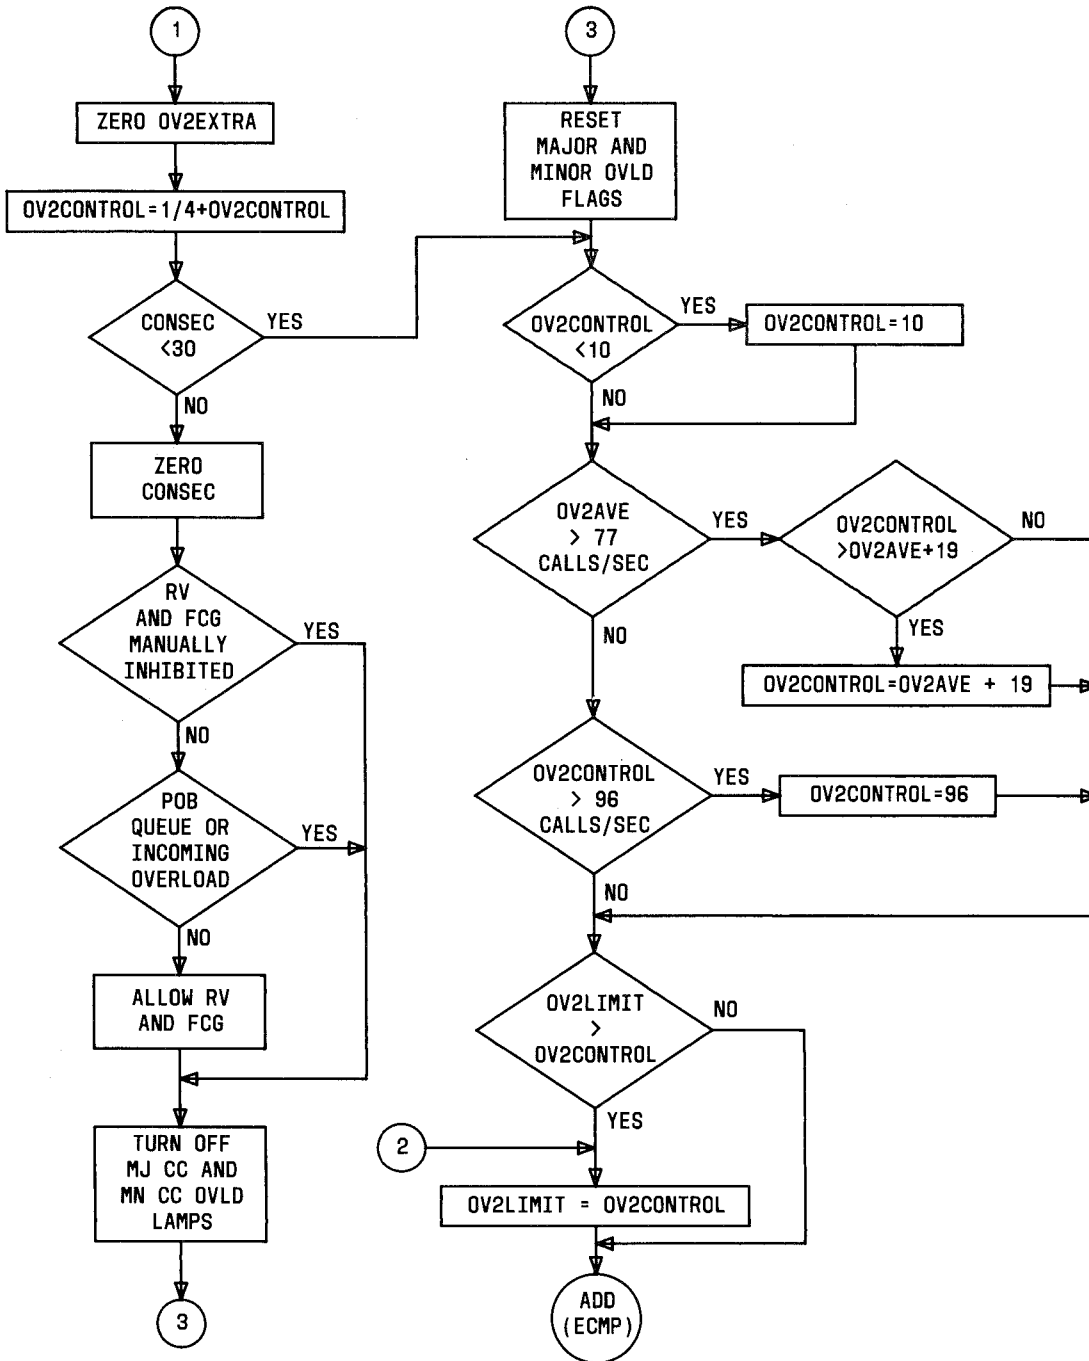 1
ZERO OV2EXTRA
OV2CONTROL=1/4+OV2CONTROL
CONSEC
<30
YES
NO
ZERO
CONSEC
RV
AND FCG
MANUALLY
INHIBITED
YES
NO
POB
QUEUE OR
INCOMING
OVERLOAD
YES
NO
ALLOW RV
AND FCG
TURN OFF
MJ CC AND
MN CC OVLD
LAMPS
3
3
RESET
MAJOR AND
MINOR OVLD
FLAGS
OV2CONTROL
<10
YES
OV2CONTROL=10
NO
OV2AVE
> 77
CALLS/SEC
YES
OV2CONTROL
>OV2AVE+19
NO
YES
OV2CONTROL=OV2AVE + 19
NO
OV2CONTROL
> 96
CALLS/SEC
YES
OV2CONTROL=96
NO
OV2LIMIT
>
OV2CONTROL
NO
YES
2
OV2LIMIT = OV2CONTROL
ADD
(ECMP)